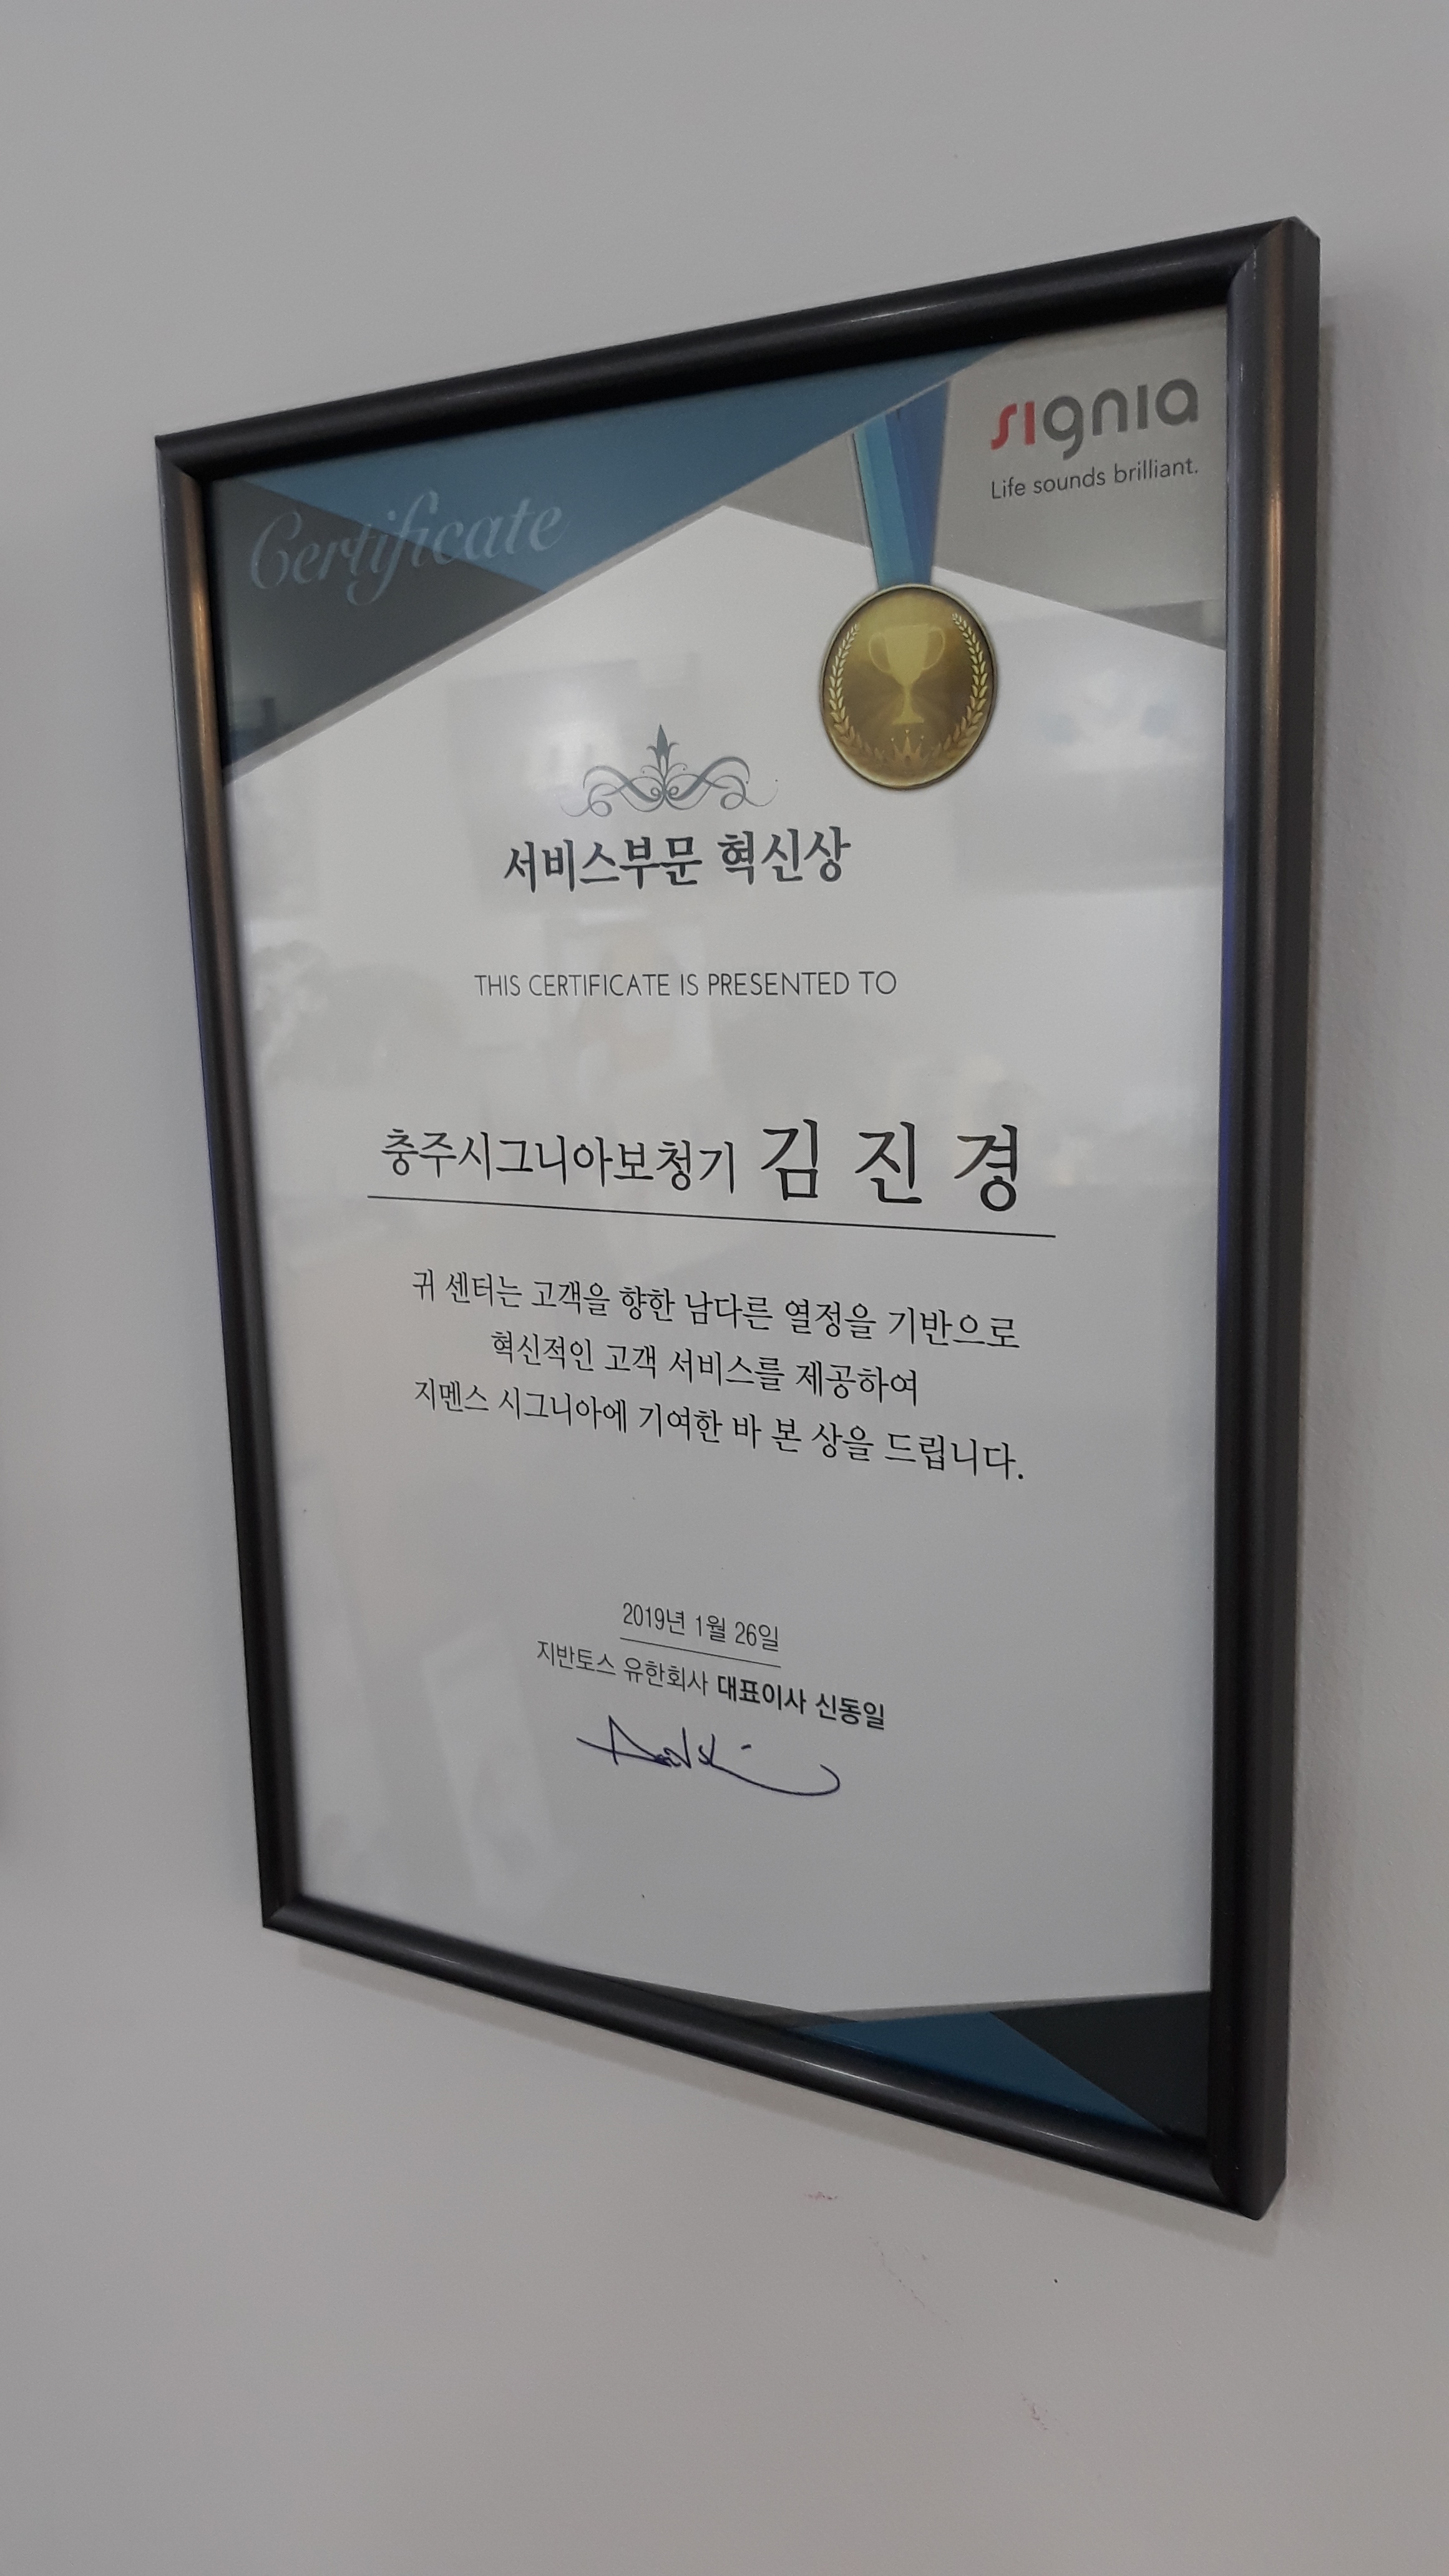 Certificate
signia
Life sounds brilliant.
서비스부문 혁신상
THIS CERTIFICATE IS PRESENTED TO
충주시그니아보청기 김 진 경
귀 센터는 고객을 향한 남다른 열정을 기반으로
혁신적인 고객 서비스를 제공하여
지멘스 시그니아에 기여한 바 본 상을 드립니다.
2019년 1월 26일
지반토스 유한회사 대표이사 신동일